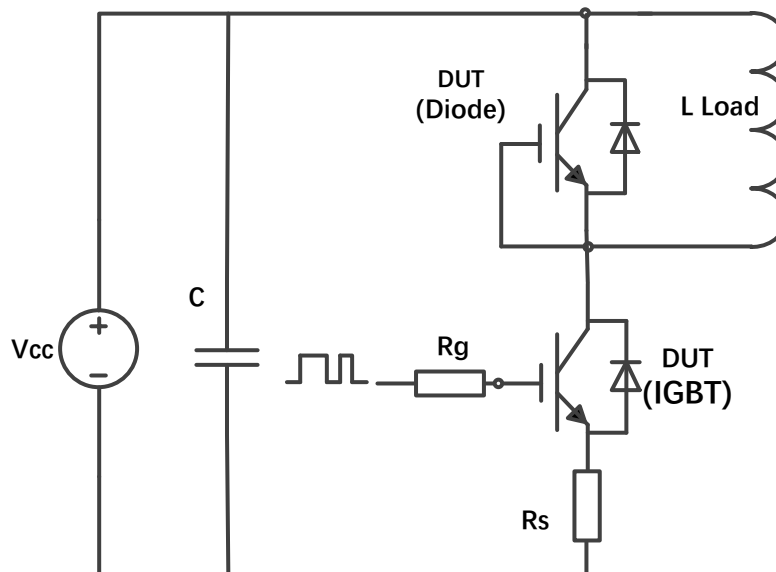 DUT
(Diode)
L Load
C
Vcc
+
−
Rg
DUT
(IGBT)
Rs